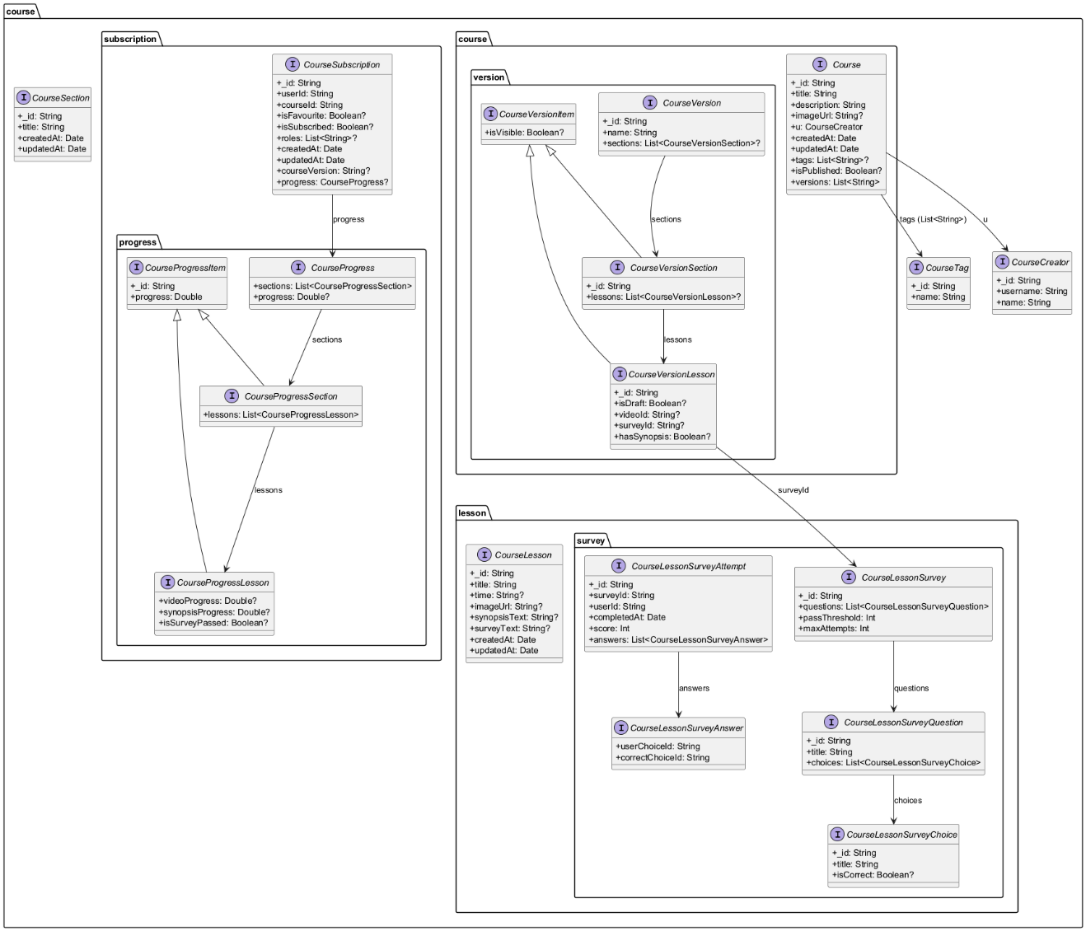 course
CourseSection
+_id: String
+title: String
+createdAt: Date
+updatedAt: Date
subscription
CourseSubscription
+_id: String
+userId: String
+courseId: String
+isFavourite: Boolean?
+isSubscribed: Boolean?
+roles: List<String>?
+createdAt: Date
+updatedAt: Date
+courseVersion: String?
+progress: CourseProgress?
progress
progress
CourseProgressItem
+_id: String
+progress: Double
CourseProgress
+sections: List<CourseProgressSection>
+progress: Double?
sections
CourseProgressSection
+lessons: List<CourseProgressLesson>
lessons
CourseProgressLesson
+videoProgress: Double?
+synopsisProgress: Double?
+isSurveyPassed: Boolean?
course
version
CourseVersionItem
+isVisible: Boolean?
CourseVersion
+_id: String
+name: String
+sections: List<CourseVersionSection>?
sections
CourseVersionSection
+_id: String
+lessons: List<CourseVersionLesson>?
lessons
CourseVersionLesson
+_id: String
+isDraft: Boolean?
+videoId: String?
+surveyId: String?
+hasSynopsis: Boolean?
Course
+_id: String
+title: String
+description: String
+imageUrl: String?
+u: CourseCreator
+createdAt: Date
+updatedAt: Date
+tags: List<String>?
+isPublished: Boolean?
+versions: List<String>
tags (List<String>)
u
CourseTag
+_id: String
+name: String
CourseCreator
+_id: String
+username: String
+name: String
surveyId
lesson
CourseLesson
+_id: String
+title: String
+time: String?
+imageUrl: String?
+synopsisText: String?
+surveyText: String?
+createdAt: Date
+updatedAt: Date
survey
CourseLessonSurveyAttempt
+_id: String
+surveyId: String
+userId: String
+completedAt: Date
+score: Int
+answers: List<CourseLessonSurveyAnswer>
answers
CourseLessonSurveyAnswer
+userChoiceId: String
+correctChoiceId: String
CourseLessonSurvey
+_id: String
+questions: List<CourseLessonSurveyQuestion>
+passThreshold: Int
+maxAttempts: Int
questions
CourseLessonSurveyQuestion
+_id: String
+title: String
+choices: List<CourseLessonSurveyChoice>
choices
CourseLessonSurveyChoice
+_id: String
+title: String
+isCorrect: Boolean?